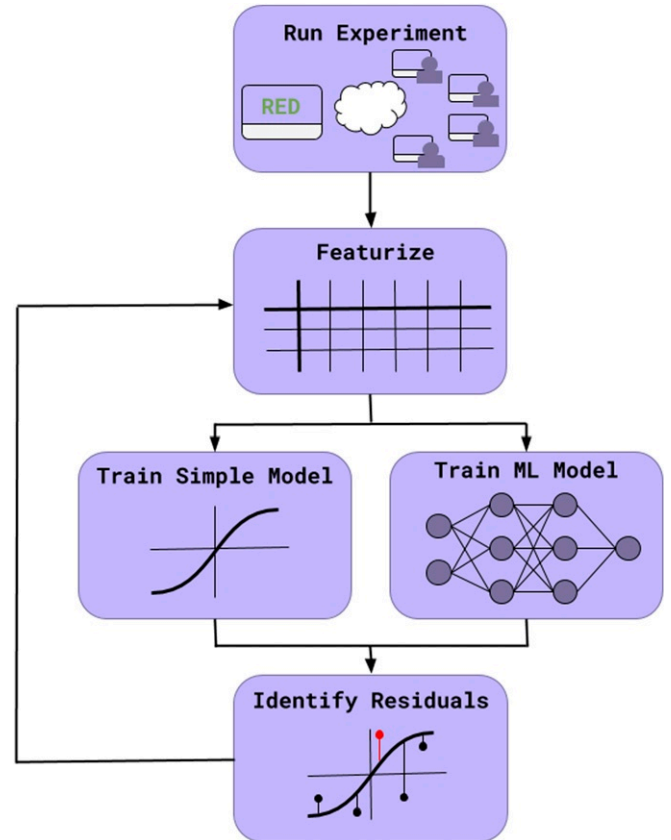 Run Experiment
RED
Featurize
Train Simple Model
Train ML Model
Identify Residuals